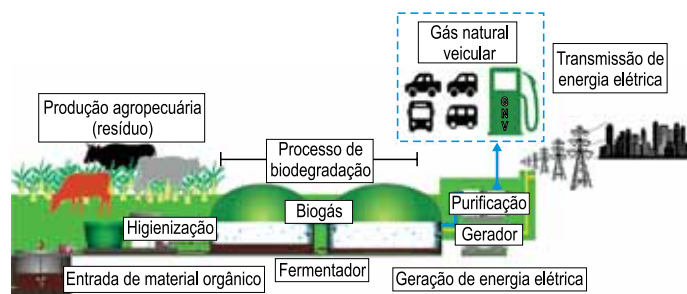 Gás natural
veicular
GNV
Transmissão de
energia elétrica
Produção agropecuária
(resíduo)
Processo de
biodegradação
Biogás
Higienização
Purificação
Gerador
Entrada de material orgânico
Fermentador
Geração de energia elétrica